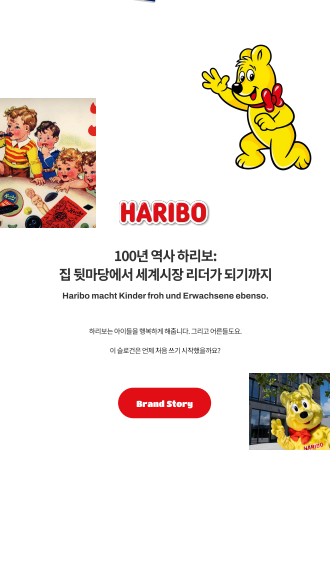 HARIBO
100년 역사 하리보:
집 뒷마당에서 세계시장 리더가 되기까지
Haribo macht Kinder froh und Erwachsene ebenso.
하리보는 아이들을 행복하게 해줍니다. 그리고 어른들도요.
이 슬로건은 언제 처음 쓰기 시작했을까요?
Brand Story
HARIBO